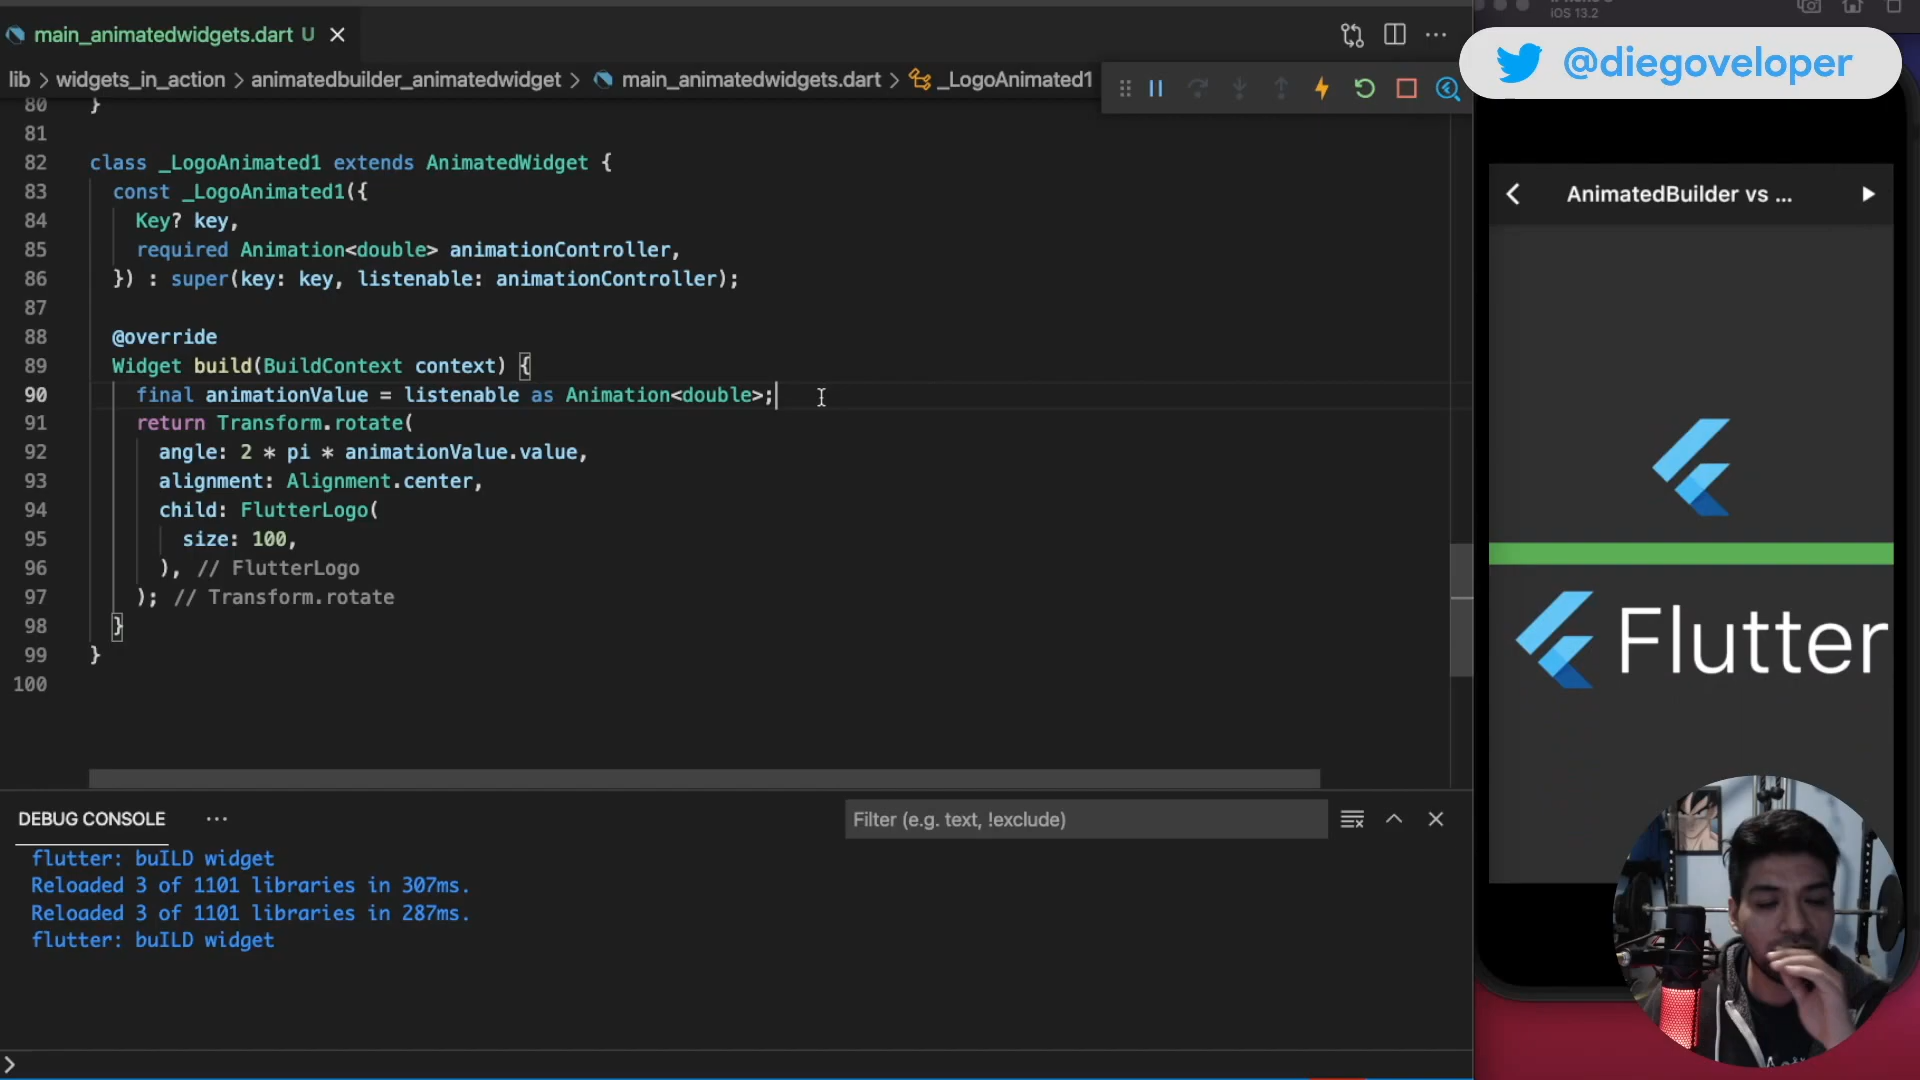 main_animatedwidgets.dart U
lib > widgets_in_action > animatedbuilder_animatedwidget > main_animatedwidgets.dart > _LogoAnimated1
80 }
81
82 class _LogoAnimated1 extends AnimatedWidget {
83 const _LogoAnimated1({
84 Key? key,
85 required Animation<double> animationController,
86 }) : super(key: key, listenable: animationController);
87
88 @override
89 Widget build(BuildContext context) {
90 final animationValue = listenable as Animation<double>;
91 return Transform.rotate(
92 angle: 2 * pi * animationValue.value,
93 alignment: Alignment.center,
94 child: FlutterLogo(
95 size: 100,
96 ), // FlutterLogo
97 ); // Transform.rotate
98 }
99 }
100
DEBUG CONSOLE
Filter (e.g. text, !exclude)
flutter: buILD widget
Reloaded 3 of 1101 libraries in 307ms.
Reloaded 3 of 1101 libraries in 287ms.
flutter: buILD widget
iOS 13.2
@diegoveloper
AnimatedBuilder vs ...
Flutter